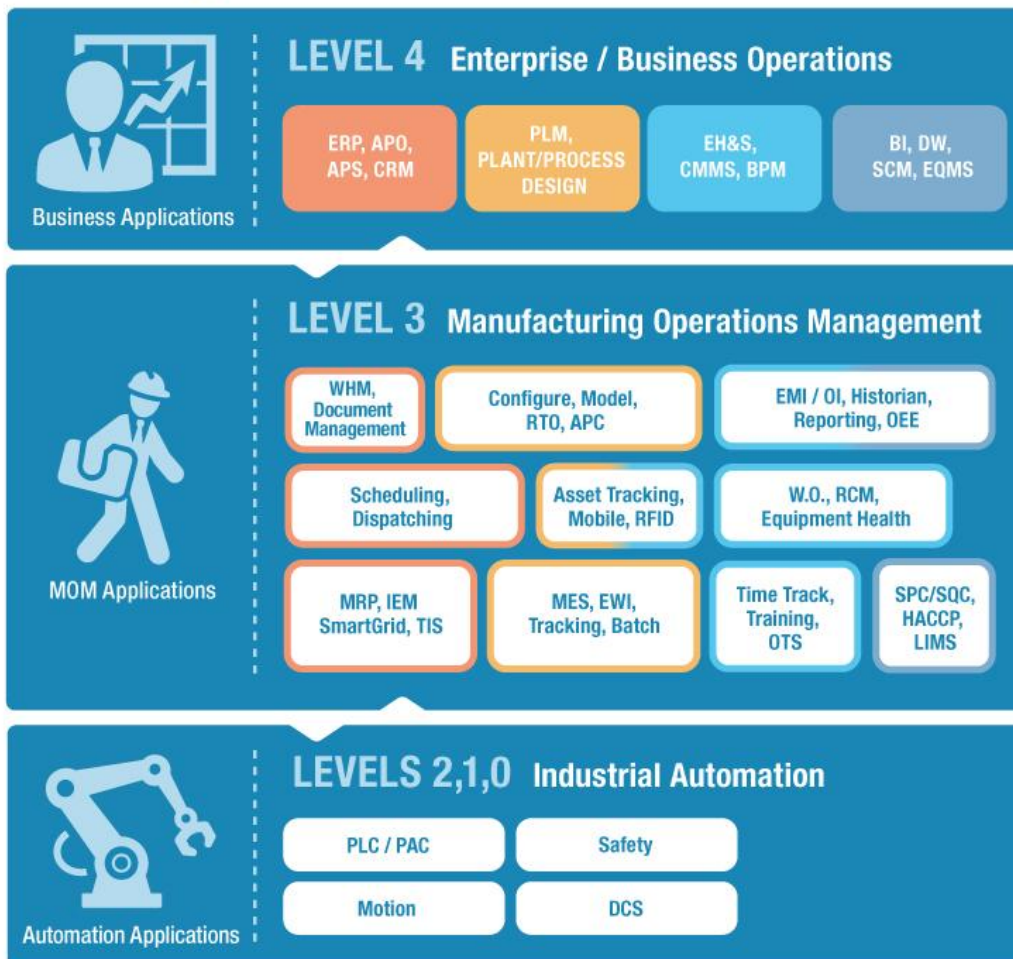 LEVEL 4 Enterprise / Business Operations
ERP, APO,
APS, CRM
PLM,
PLANT/PROCESS
DESIGN
EH&S,
CMMS, BPM
BI, DW,
SCM, EQMS
Business Applications
LEVEL 3 Manufacturing Operations Management
WHM,
Document
Management
Configure, Model,
RTO, APC
EMI / OI, Historian,
Reporting, OEE
Scheduling,
Dispatching
Asset Tracking,
Mobile, RFID
W.O., RCM,
Equipment Health
MRP, IEM
SmartGrid, TIS
MES, EWI,
Tracking, Batch
Time Track,
Training,
OTS
SPC/SQC,
HACCP,
LIMS
MOM Applications
LEVELS 2,1,0 Industrial Automation
PLC / PAC
Safety
Motion
DCS
Automation Applications